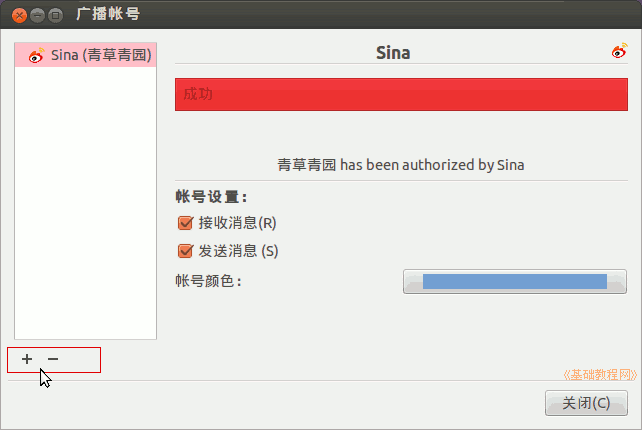 广播帐号
Sina (青草青园)
Sina
成功
青草青园 has been authorized by Sina
帐号设置：
接收消息(R)
发送消息 (S)
帐号颜色：
+ −
《基础教程网》
关闭(C)